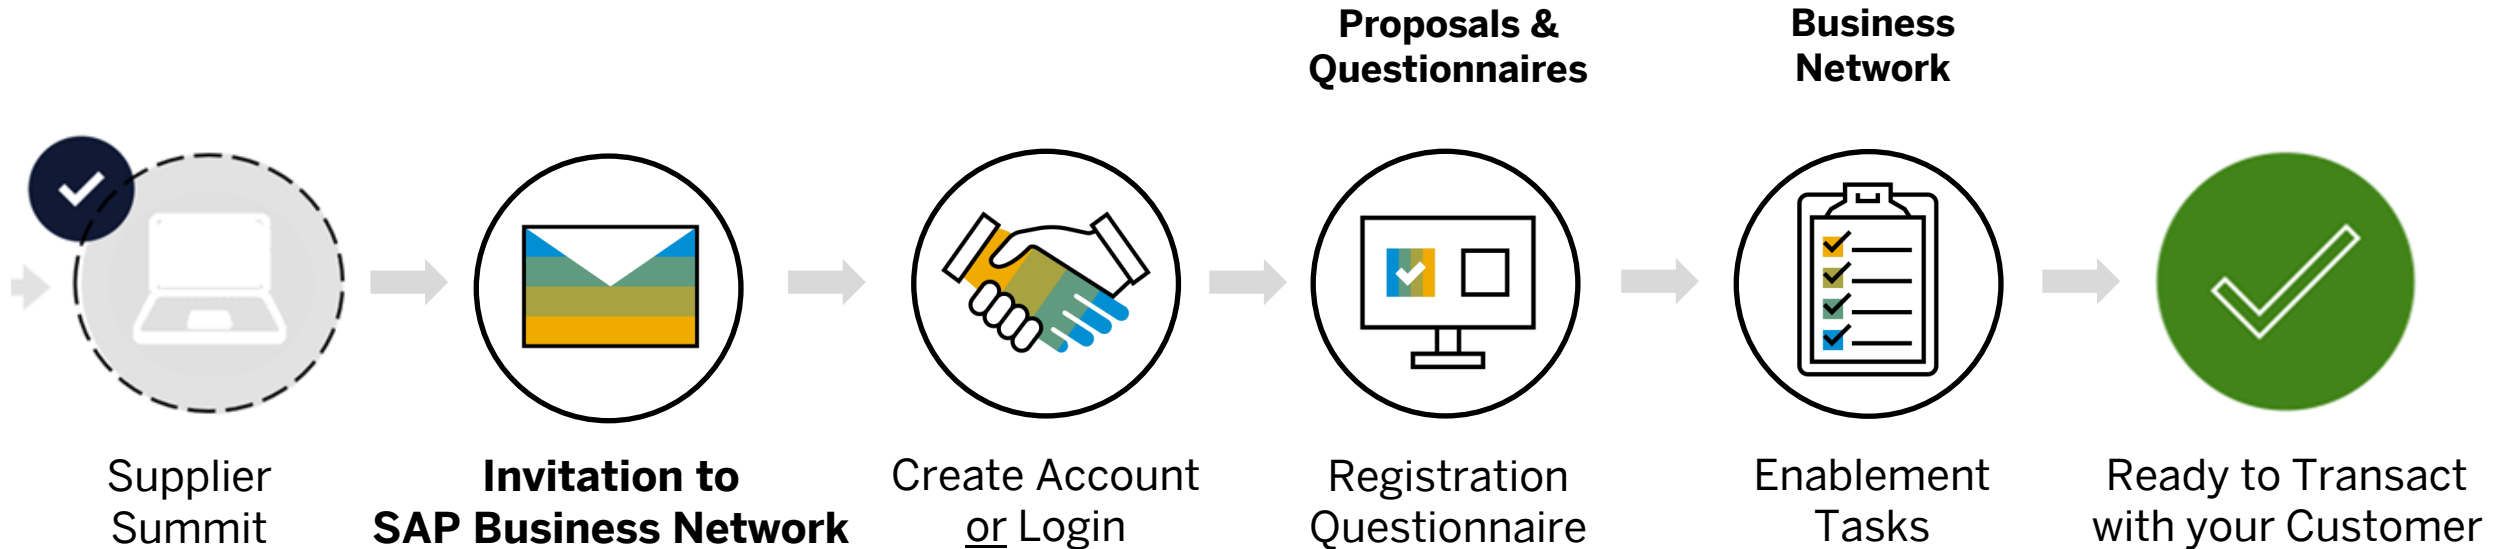 Proposals &
Questionnaires
Business
Network
Supplier
Summit
Invitation to
SAP Business Network
Create Account
or Login
Registration
Questionnaire
Enablement
Tasks
Ready to Transact
with your Customer